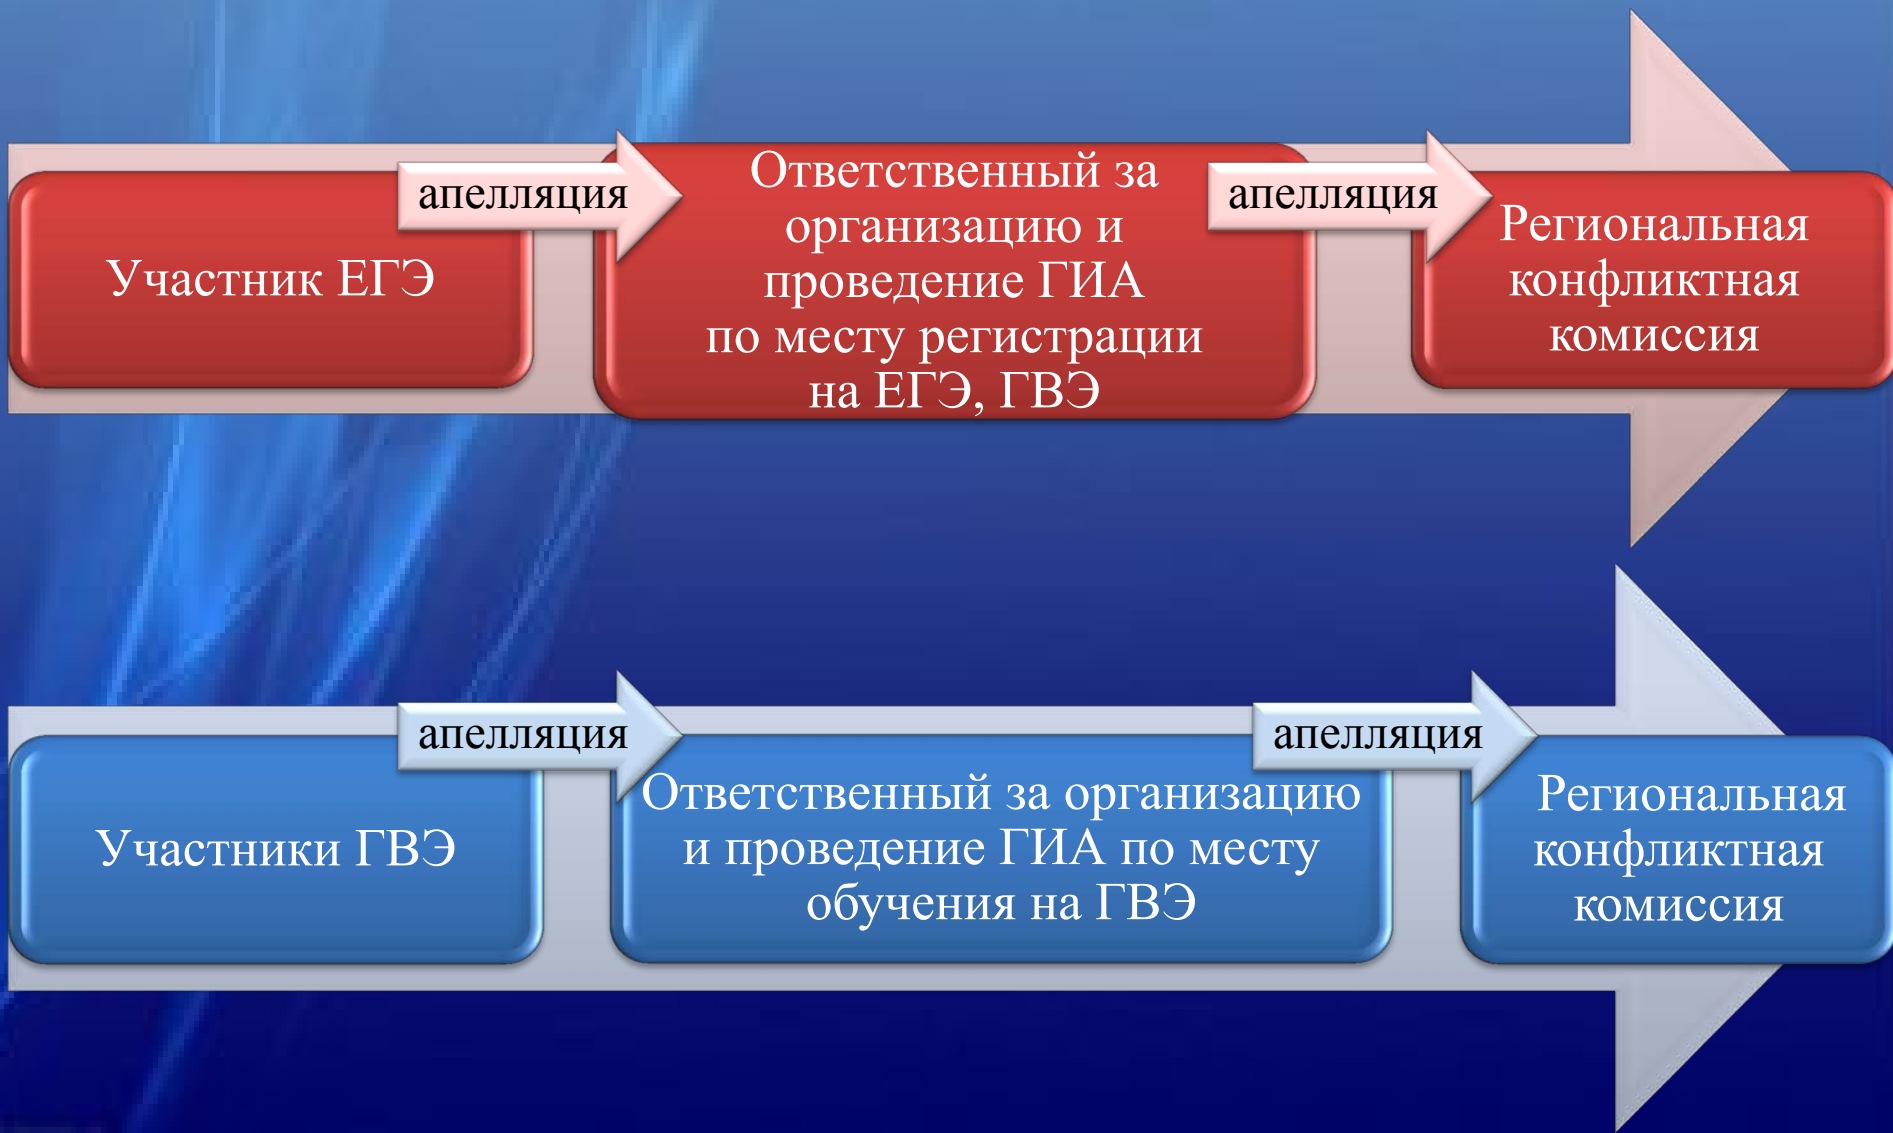 апелляция
Участник ЕГЭ
Ответственный за
организацию и
проведение ГИА
по месту регистрации
на ЕГЭ, ГВЭ
апелляция
Региональная
конфликтная
комиссия
апелляция
Участники ГВЭ
Ответственный за организацию
и проведение ГИА по месту
обучения на ГВЭ
апелляция
Региональная
конфликтная
комиссия